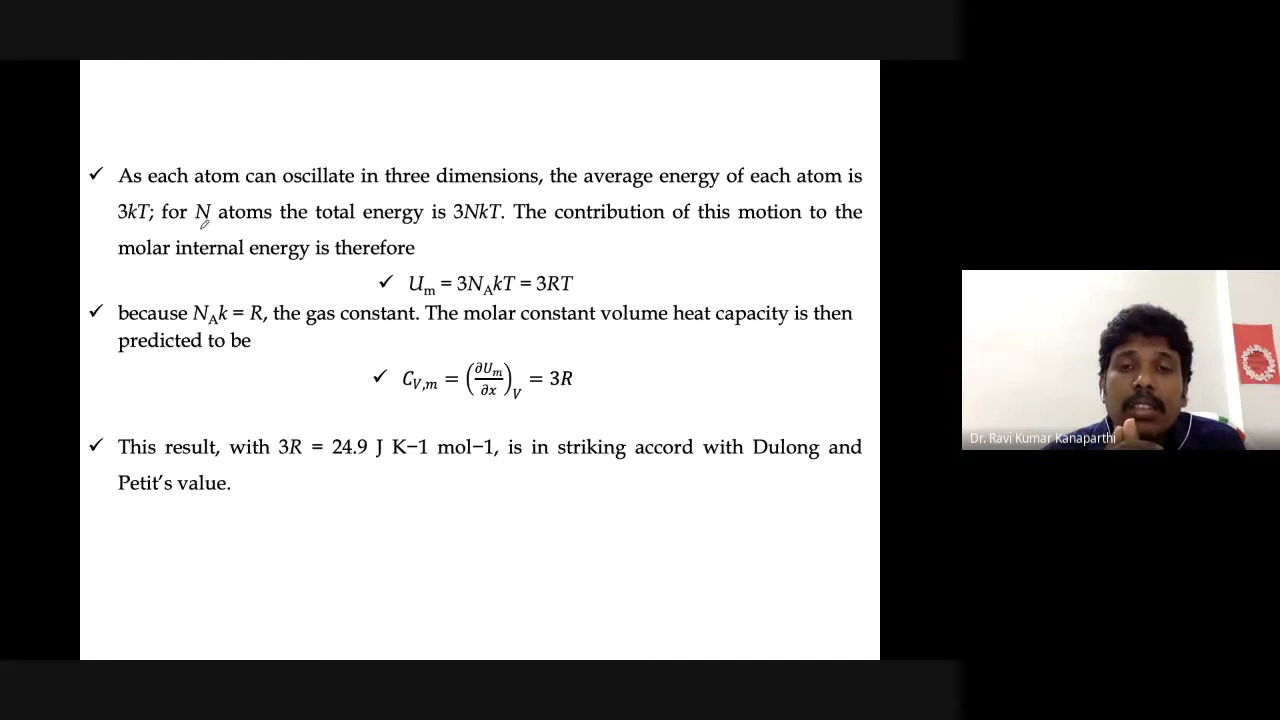 ✓ As each atom can oscillate in three dimensions, the average energy of each atom is
3kT; for N atoms the total energy is 3NkT. The contribution of this motion to the
molar internal energy is therefore
✓ Uₘ = 3N_AkT = 3RT
✓ because N_Ak = R, the gas constant. The molar constant volume heat capacity is then
predicted to be
✓ C_{V,m} = (∂U_m/∂x)_V = 3R
✓ This result, with 3R = 24.9 J K−1 mol−1, is in striking accord with Dulong and
Petit’s value.
Dr. Ravi Kumar Kanaparthi